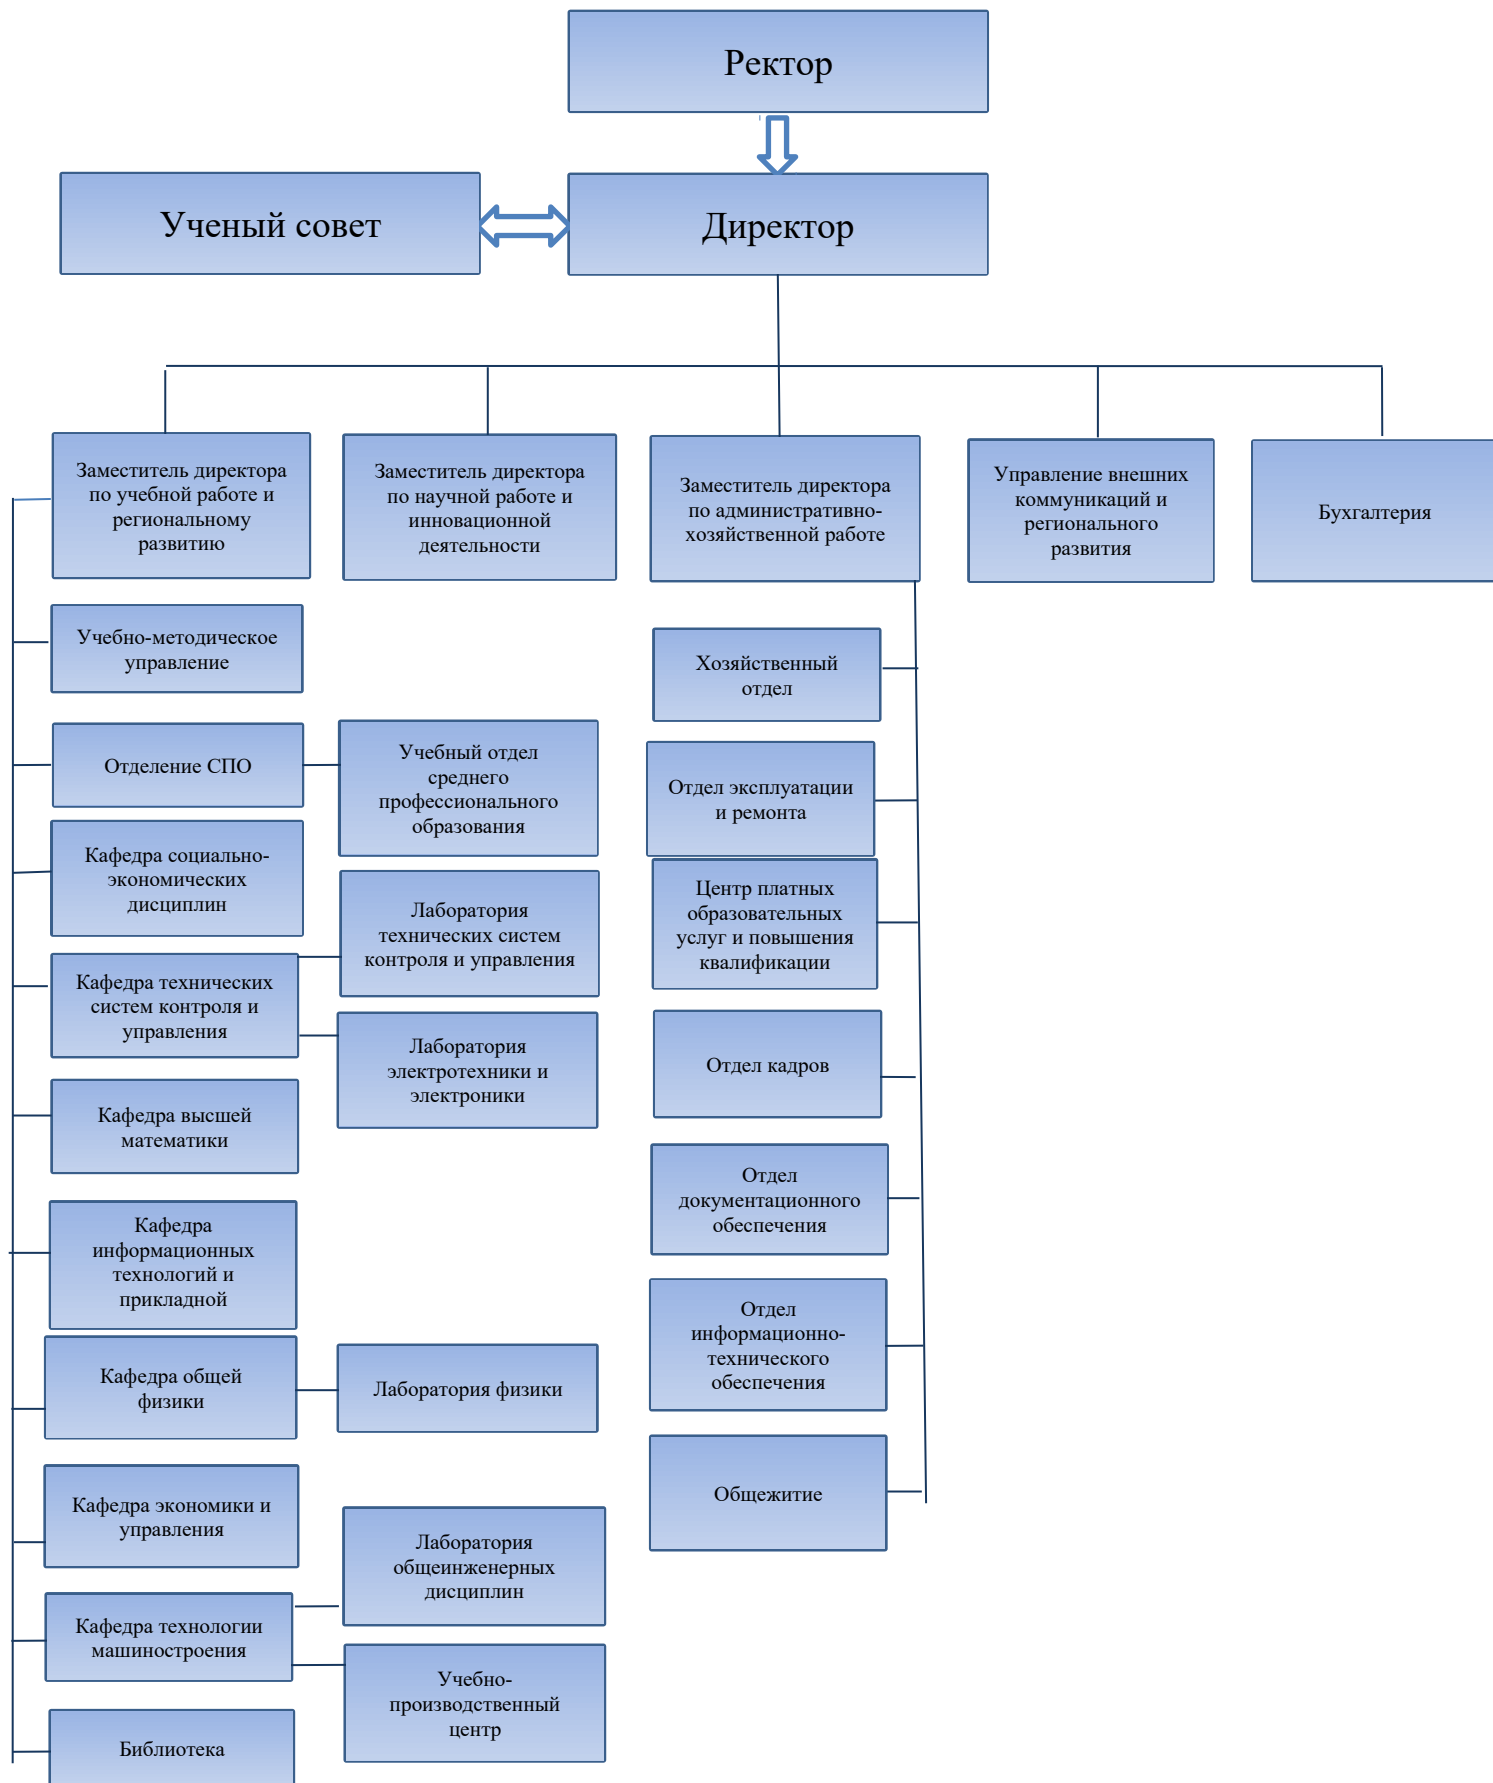 Ректор
Ученый совет
Директор
Заместитель директора
по учебной работе и
региональному
развитию
Заместитель директора
по научной работе и
инновационной
деятельности
Заместитель директора
по административно-
хозяйственной работе
Управление внешних
коммуникаций и
регионального
развития
Бухгалтерия
Учебно-методическое
управление
Отделение СПО
Учебный отдел
среднего
профессионального
образования
Кафедра социально-
экономических
дисциплин
Кафедра технических
систем контроля и
управления
Лаборатория
технических систем
контроля и управления
Лаборатория
электротехники и
электроники
Кафедра высшей
математики
Кафедра
информационных
технологий и
прикладной
Кафедра общей
физики
Лаборатория физики
Кафедра экономики и
управления
Кафедра технологии
машиностроения
Лаборатория
общеинженерных
дисциплин
Учебно-
производственный
центр
Библиотека
Хозяйственный
отдел
Отдел эксплуатации
и ремонта
Центр платных
образовательных
услуг и повышения
квалификации
Отдел кадров
Отдел
документационного
обеспечения
Отдел
информационно-
технического
обеспечения
Общежитие